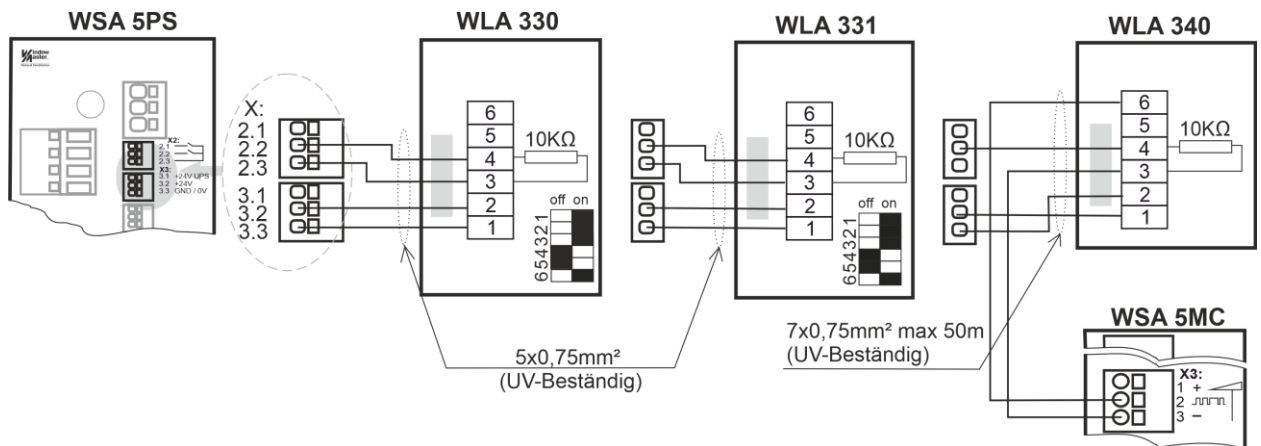 WSA 5PS
Window
Master
X2:
2.1
2.2
2.3
X3:
3.1 +24V UPS
3.2 +24V
3.3 GND / 0V
X:
2.1
2.2
2.3
3.1
3.2
3.3
WLA 330
6
5
4
3
2
1
10KΩ
off on
654321
5x0,75mm²
(UV-Beständig)
WLA 331
6
5
4
3
2
1
10KΩ
off on
654321
7x0,75mm² max 50m
(UV-Beständig)
WLA 340
6
5
4
3
2
1
10KΩ
WSA 5MC
X3:
1 +
2
3 –